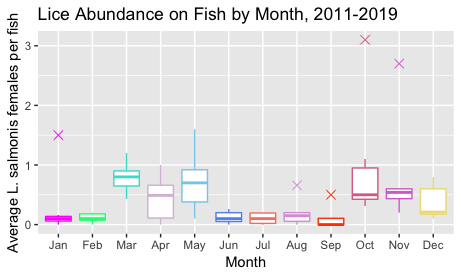 Lice Abundance on Fish by Month, 2011-2019
Average L. salmonis females per fish
3
2
1
0
Jan Feb Mar Apr May Jun Jul Aug Sep Oct Nov Dec
Month